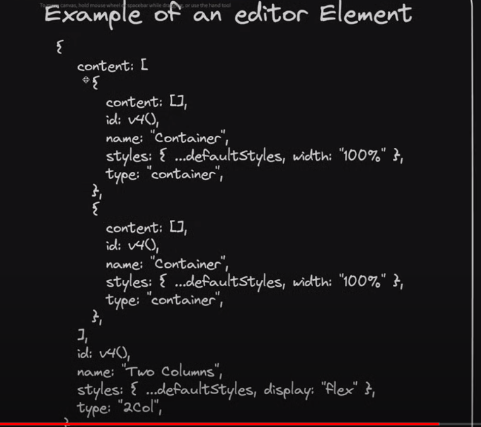 To move canvas, hold mouse wheel or spacebar while dragging, or use the hand tool
Example of an editor Element
{
content: [
{
content: [],
id: v4(),
name: "Container",
styles: { ...defaultStyles, width: "100%" },
type: "container",
},
{
content: [],
id: v4(),
name: "Container",
styles: { ...defaultStyles, width: "100%" },
type: "container",
},
],
id: v4(),
name: "Two Columns",
styles: { ...defaultStyles, display: "flex" },
type: "2Col",
}